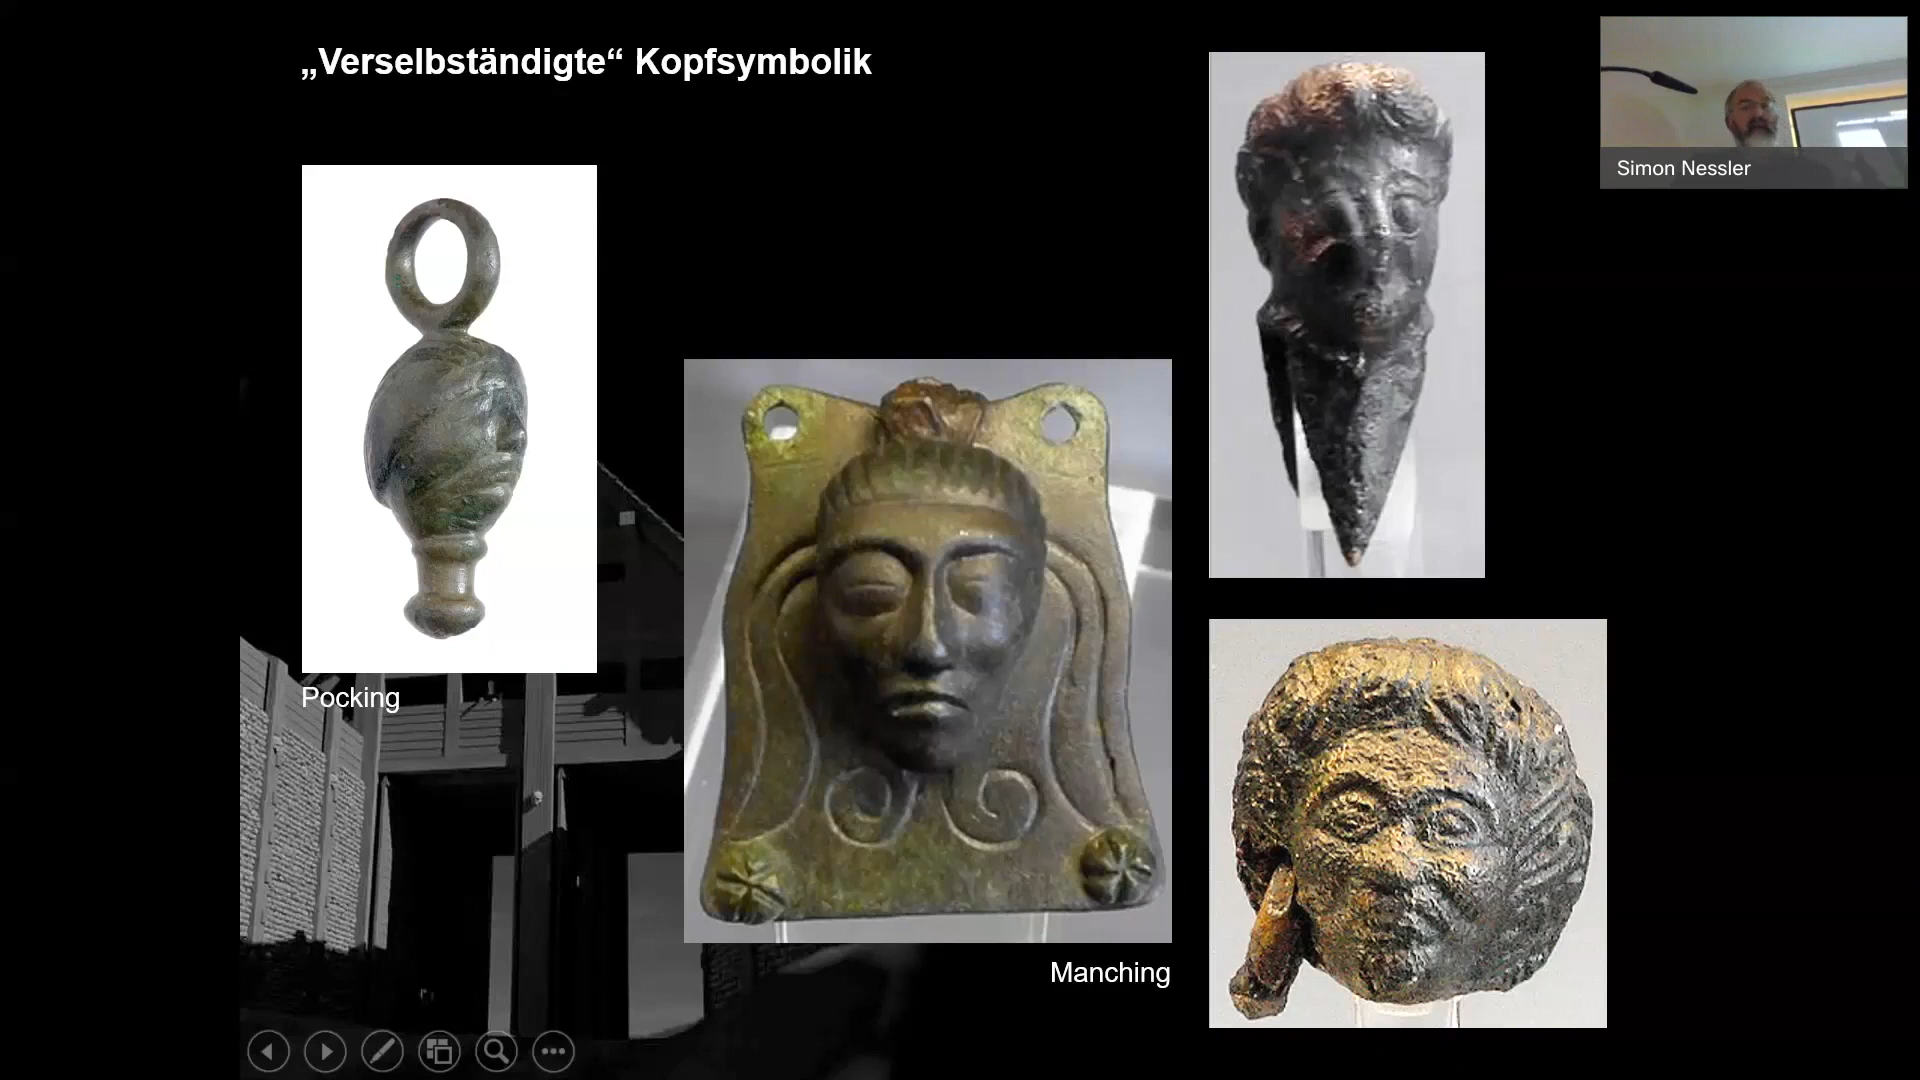 „Verselbständigte“ Kopfsymbolik
Simon Nessler
Pocking
Manching